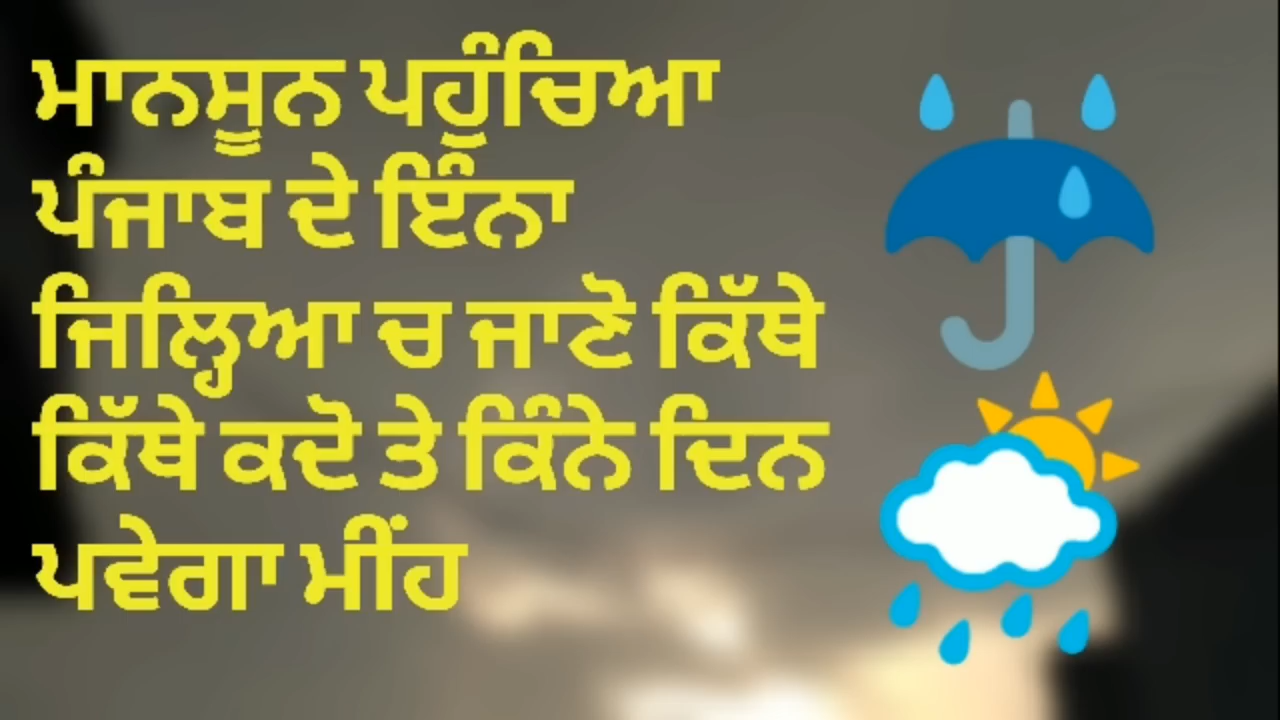 ਮਾਨਸੂਨ ਪਹੁੰਚਿਆ
ਪੰਜਾਬ ਦੇ ਇੰਨਾ
ਜਿਲ੍ਹਿਆ ਚ ਜਾਣੋ ਕਿੱਥੇ
ਕਿੱਥੇ ਕਦੋ ਤੇ ਕਿੰਨੇ ਦਿਨ
ਪਵੇਗਾ ਮੀਂਹ